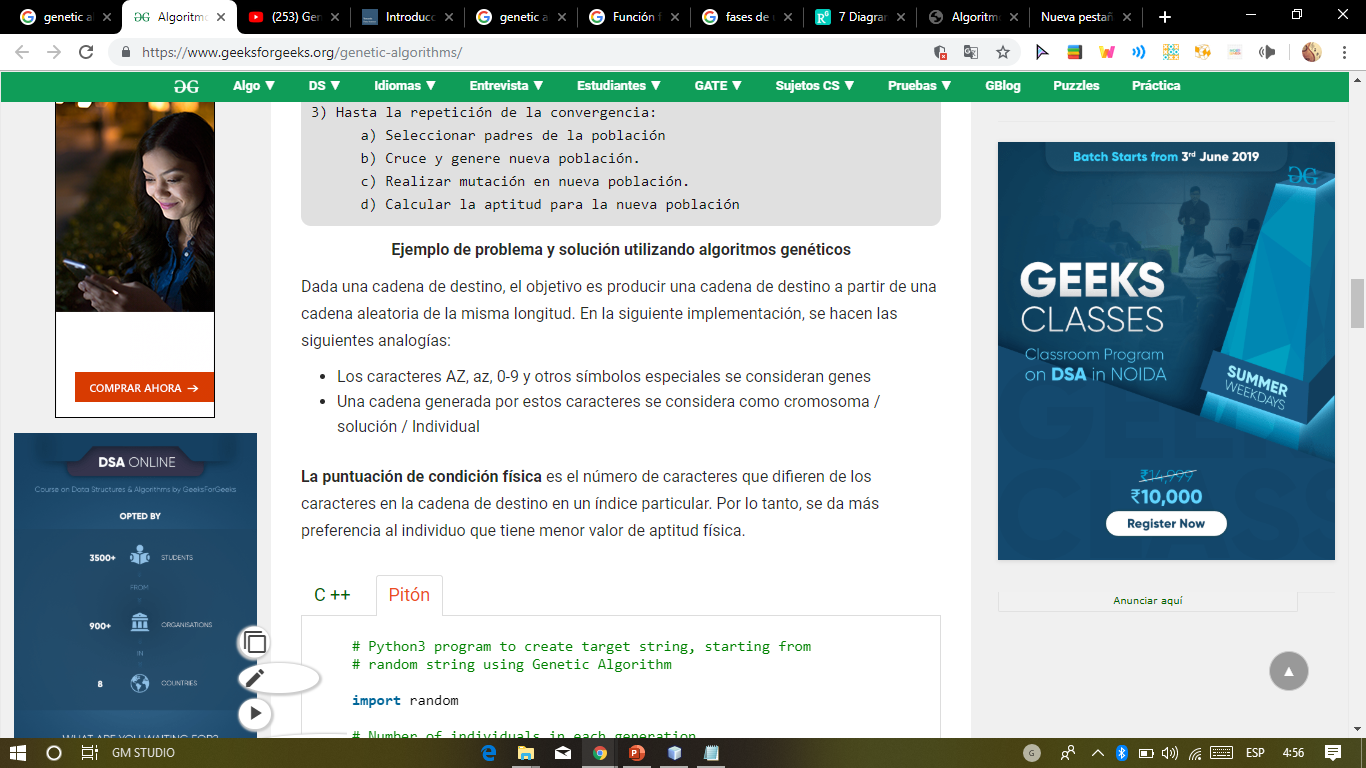 genetic a
Algoritmo
(253) Ger
Introducc
genetic a
Función f
fases de
7 Diagrar
Algoritmo
Nueva pestañ
https://www.geeksforgeeks.org/genetic-algorithms/
Algo ▼ DS ▼ Idiomas ▼ Entrevista ▼ Estudiantes ▼ GATE ▼ Sujetos CS ▼ Pruebas ▼ GBlog Puzzles Práctica
3) Hasta la repetición de la convergencia:
a) Seleccionar padres de la población
b) Cruce y genere nueva población.
c) Realizar mutación en nueva población.
d) Calcular la aptitud para la nueva población
Ejemplo de problema y solución utilizando algoritmos genéticos
Dada una cadena de destino, el objetivo es producir una cadena de destino a partir de una
cadena aleatoria de la misma longitud. En la siguiente implementación, se hacen las
siguientes analogías:
• Los caracteres AZ, az, 0-9 y otros símbolos especiales se consideran genes
• Una cadena generada por estos caracteres se considera como cromosoma /
solución / Individual
La puntuación de condición física es el número de caracteres que difieren de los
caracteres en la cadena de destino en un índice particular. Por lo tanto, se da más
preferencia al individuo que tiene menor valor de aptitud física.
C ++ Pitón
# Python3 program to create target string, starting from
# random string using Genetic Algorithm
import random
# Number of individuals in each generation
COMPRAR AHORA →
DSA ONLINE
Course on Data Structures & Algorithms by GeeksForGeeks
OPTED BY
3500+ STUDENTS
FROM
900+ ORGANISATIONS
IN
8 COUNTRIES
WHAT ARE YOU WAITING FOR?
Batch Starts from 3rd June 2019
GEEKS
CLASSES
Classroom Program
on DSA in NOIDA
SUMMER
WEEKDAYS
₹14,999
₹10,000
Register Now
Anunciar aquí
GM STUDIO
G
ESP
4:56